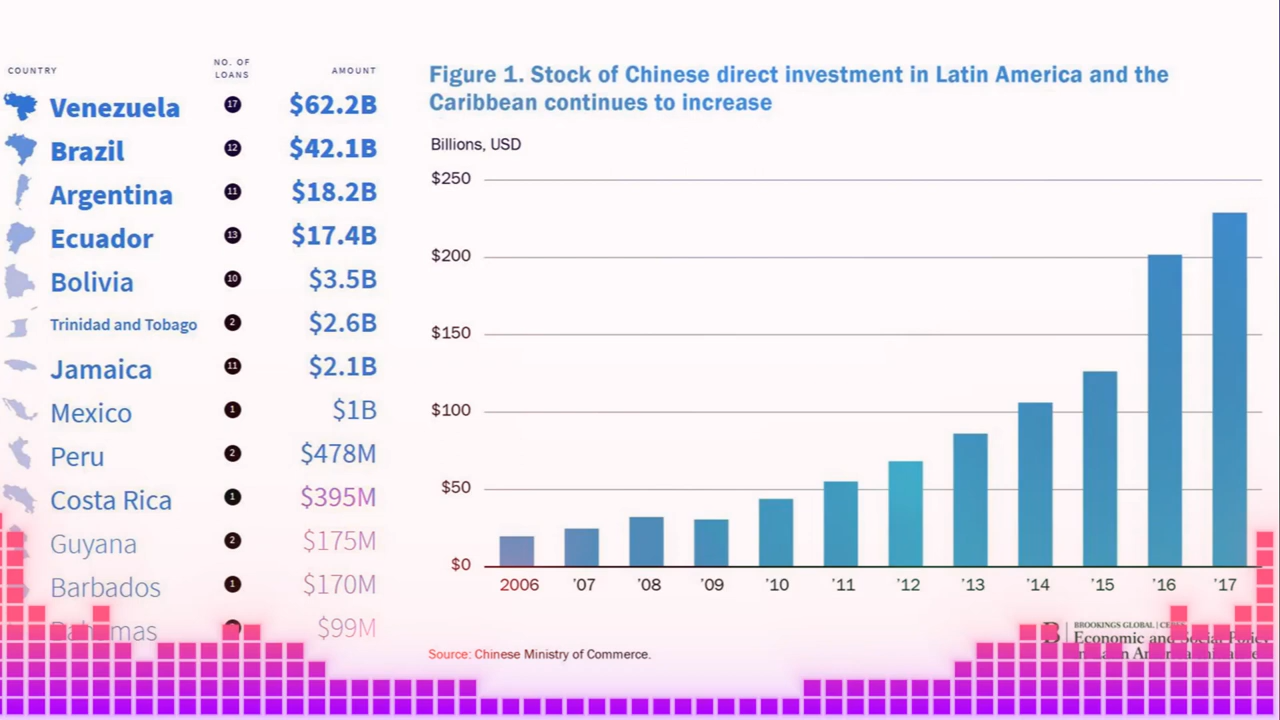 COUNTRY NO. OF LOANS AMOUNT
Venezuela 17 $62.2B
Brazil 12 $42.1B
Argentina 11 $18.2B
Ecuador 13 $17.4B
Bolivia 10 $3.5B
Trinidad and Tobago 2 $2.6B
Jamaica 11 $2.1B
Mexico 1 $1B
Peru 2 $478M
Costa Rica 1 $395M
Guyana 2 $175M
Barbados 1 $170M
Bahamas $99M
Figure 1. Stock of Chinese direct investment in Latin America and the
Caribbean continues to increase
Billions, USD
$250
$200
$150
$100
$50
$0
2006 '07 '08 '09 '10 '11 '12 '13 '14 '15 '16 '17
Source: Chinese Ministry of Commerce.
B BROOKINGS GLOBAL
Economic and Social Policy